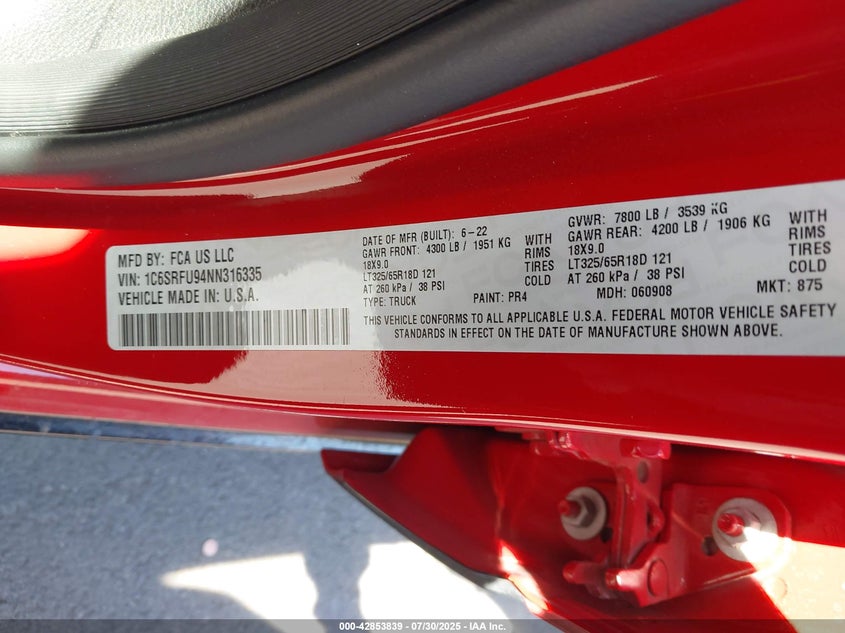 MFD BY: FCA US LLC
VIN: 1C6SRFU94NN316335
VEHICLE MADE IN: U.S.A.
DATE OF MFR (BUILT): 6-22
GAWR FRONT: 4300 LB / 1951 KG WITH
18X9.0 RIMS
LT325/65R18D 121 TIRES
AT 260 kPa / 38 PSI COLD
TYPE: TRUCK PAINT: PR4
GVWR: 7800 LB / 3539 KG
GAWR REAR: 4200 LB / 1906 KG WITH
18X9.0 RIMS
LT325/65R18D 121 TIRES
AT 260 kPa / 38 PSI COLD
MDH: 060908 MKT: 875
THIS VEHICLE CONFORMS TO ALL APPLICABLE U.S.A. FEDERAL MOTOR VEHICLE SAFETY
STANDARDS IN EFFECT ON THE DATE OF MANUFACTURE SHOWN ABOVE.
000-42853839 / 07/30/2025 - IAA Inc.